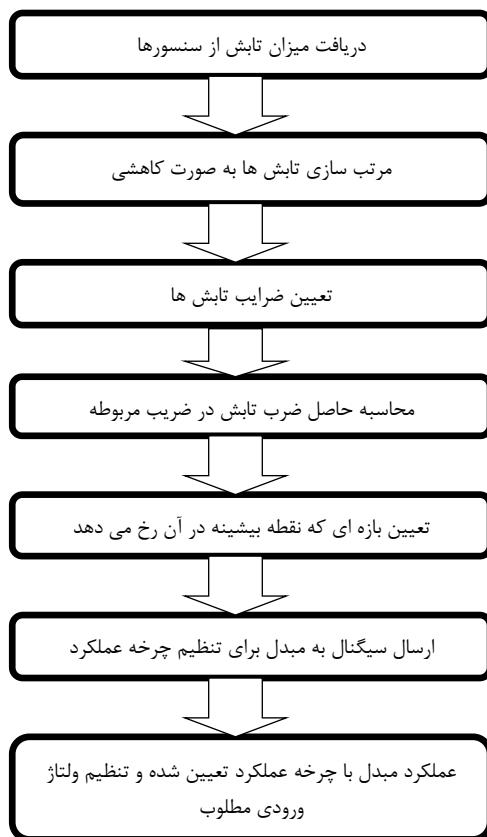 دریافت میزان تابش از سنسورها
مرتب سازی تابش ها به صورت کاهشی
تعیین ضرایب تابش ها
محاسبه حاصل ضرب تابش در ضریب مربوطه
تعیین بازه ای که نقطه بیشینه در آن رخ می دهد
ارسال سیگنال به مبدل برای تنظیم چرخه عملکرد
عملکرد مبدل با چرخه عملکرد تعیین شده و تنظیم ولتاژ
ورودی مطلوب